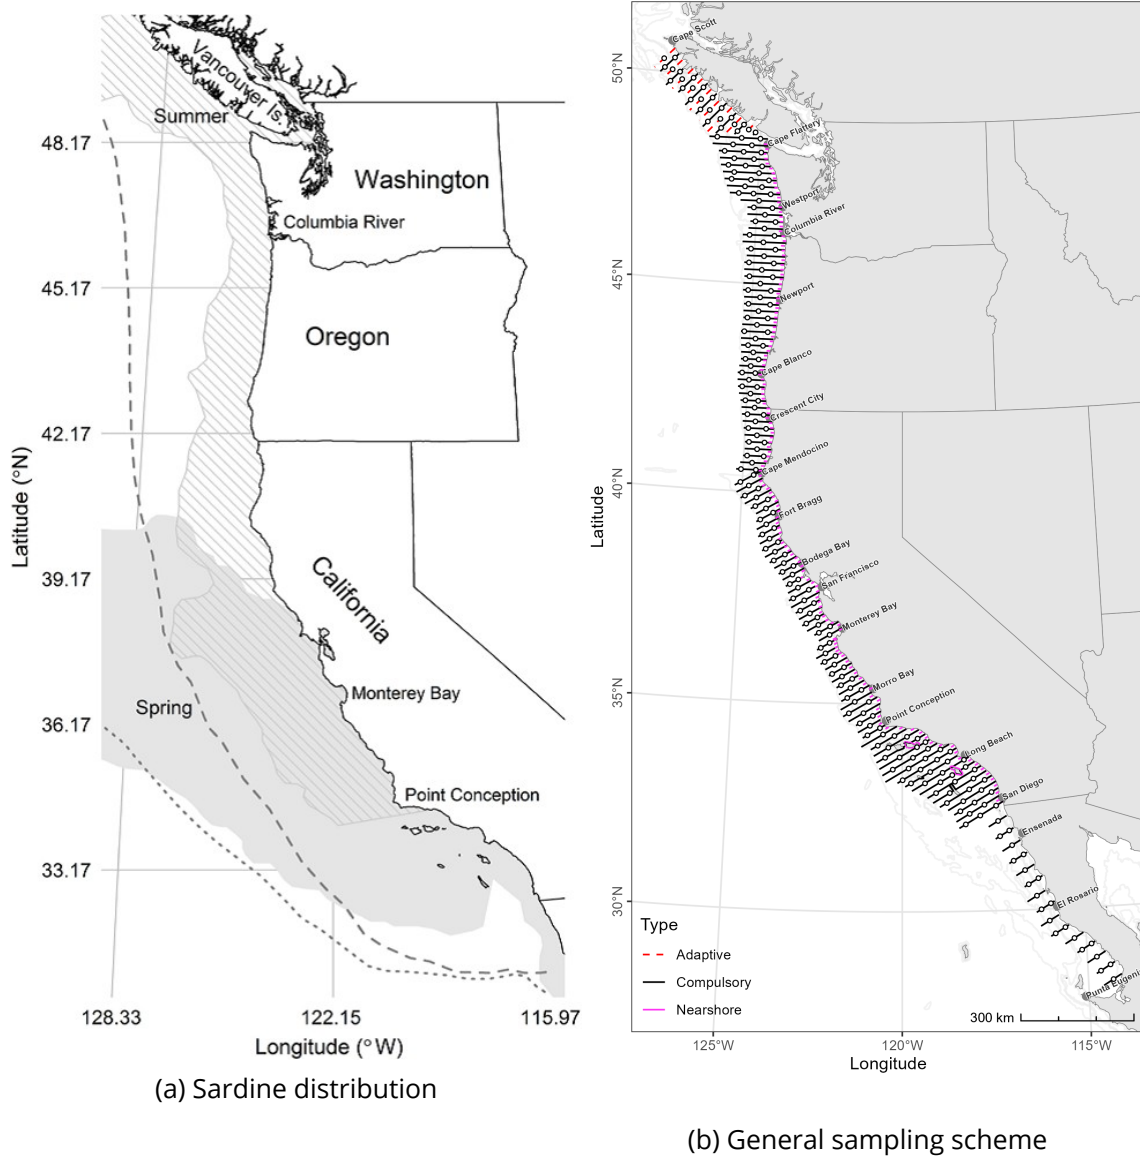 Vancouver Is.
Summer
48.17
Washington
Columbia River
45.17
Oregon
42.17
Latitude (°N)
39.17
California
Monterey Bay
Spring
36.17
Point Conception
33.17
128.33
122.15
115.97
Longitude (°W)
(a) Sardine distribution
Cape Scott
50°N
Cape Flattery
Westport
Columbia River
45°N
Newport
Cape Blanco
Crescent City
Cape Mendocino
40°N
Fort Bragg
Latitude
Bodega Bay
San Francisco
Monterey Bay
Morro Bay
35°N
Point Conception
Long Beach
San Diego
Ensenada
30°N
El Rosario
Type
Adaptive
Compulsory
Nearshore
Punta Eugenia
300 km
125°W
120°W
115°W
Longitude
(b) General sampling scheme